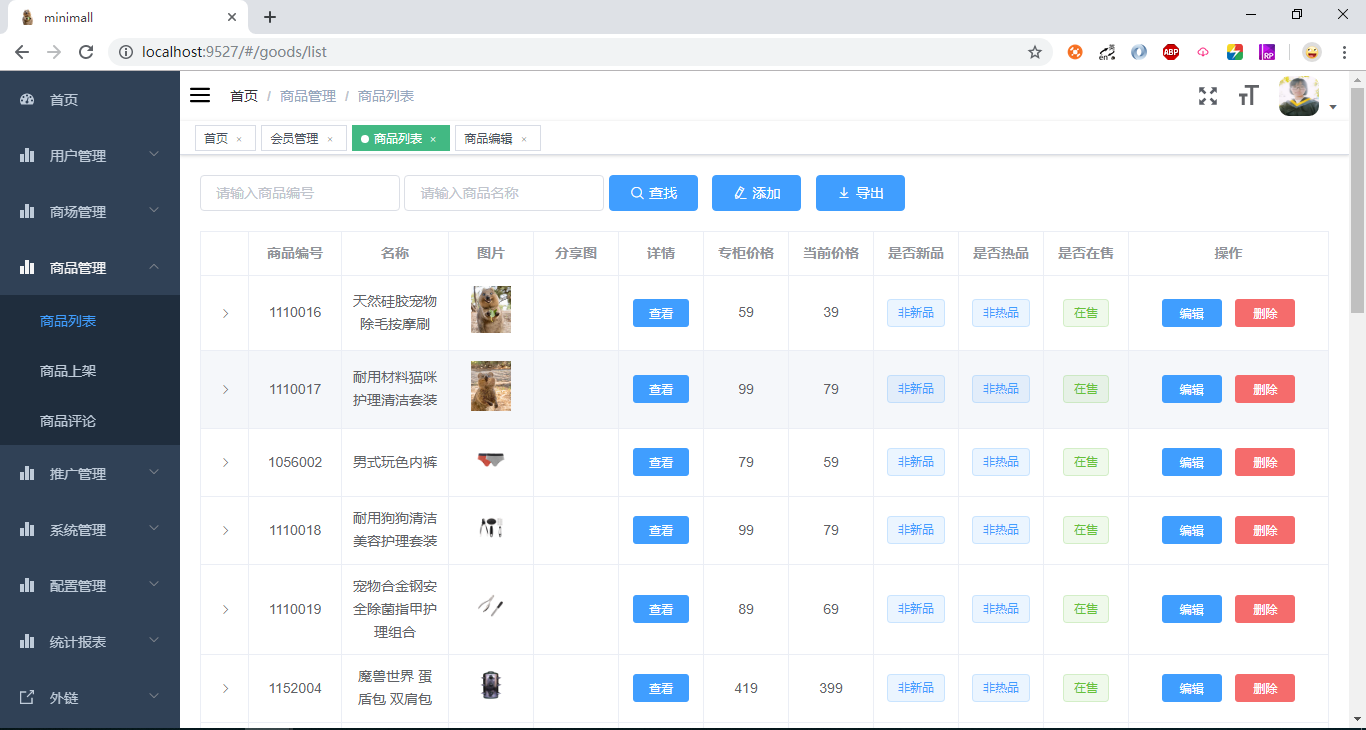 minimall
localhost:9527/#/goods/list
en
ABP
RP
首页
用户管理
商场管理
商品管理
商品列表
商品上架
商品评论
推广管理
系统管理
配置管理
统计报表
外链
首页 / 商品管理 / 商品列表
首页 × 会员管理 × 商品列表 × 商品编辑 ×
请输入商品编号 请输入商品名称 查找 添加 导出
商品编号 名称 图片 分享图 详情 专柜价格 当前价格 是否新品 是否热品 是否在售 操作
1110016 天然硅胶宠物 查看 59 39 非新品 非热品 在售 编辑 删除
除毛按摩刷
1110017 耐用材料猫咪 查看 99 79 非新品 非热品 在售 编辑 删除
护理清洁套装
1056002 男式玩色内裤 查看 79 59 非新品 非热品 在售 编辑 删除
1110018 耐用狗狗清洁 查看 99 79 非新品 非热品 在售 编辑 删除
美容护理套装
1110019 宠物合金钢安 查看 89 69 非新品 非热品 在售 编辑 删除
全除菌指甲护
理组合
1152004 魔兽世界 蛋 查看 419 399 非新品 非热品 在售 编辑 删除
盾包 双肩包